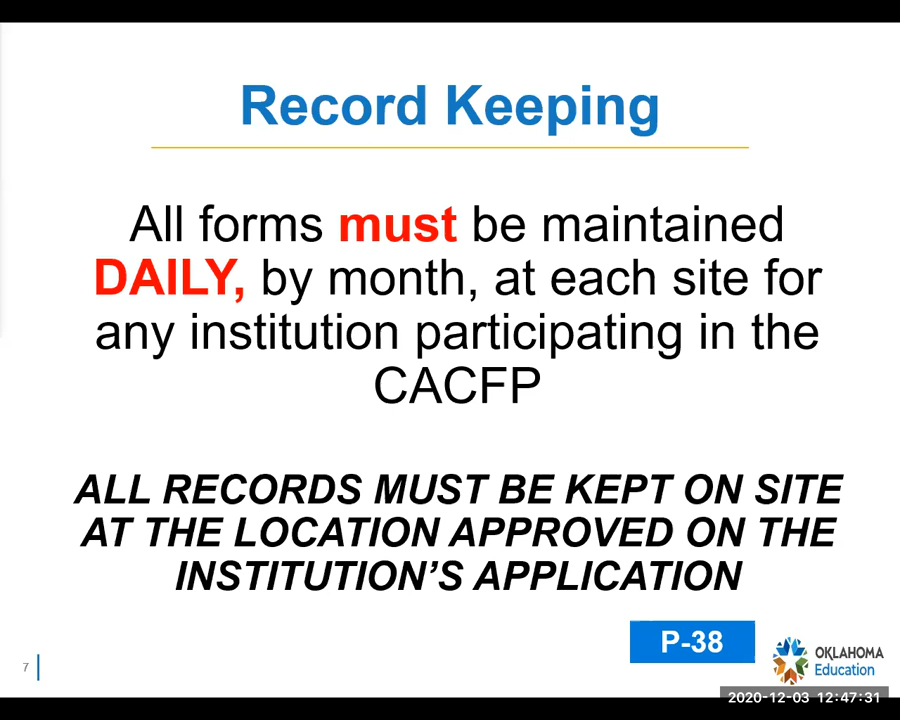 Record Keeping
All forms must be maintained
DAILY, by month, at each site for
any institution participating in the
CACFP
ALL RECORDS MUST BE KEPT ON SITE
AT THE LOCATION APPROVED ON THE
INSTITUTION’S APPLICATION
P-38
7
OKLAHOMA
Education
2020-12-03 12:47:31